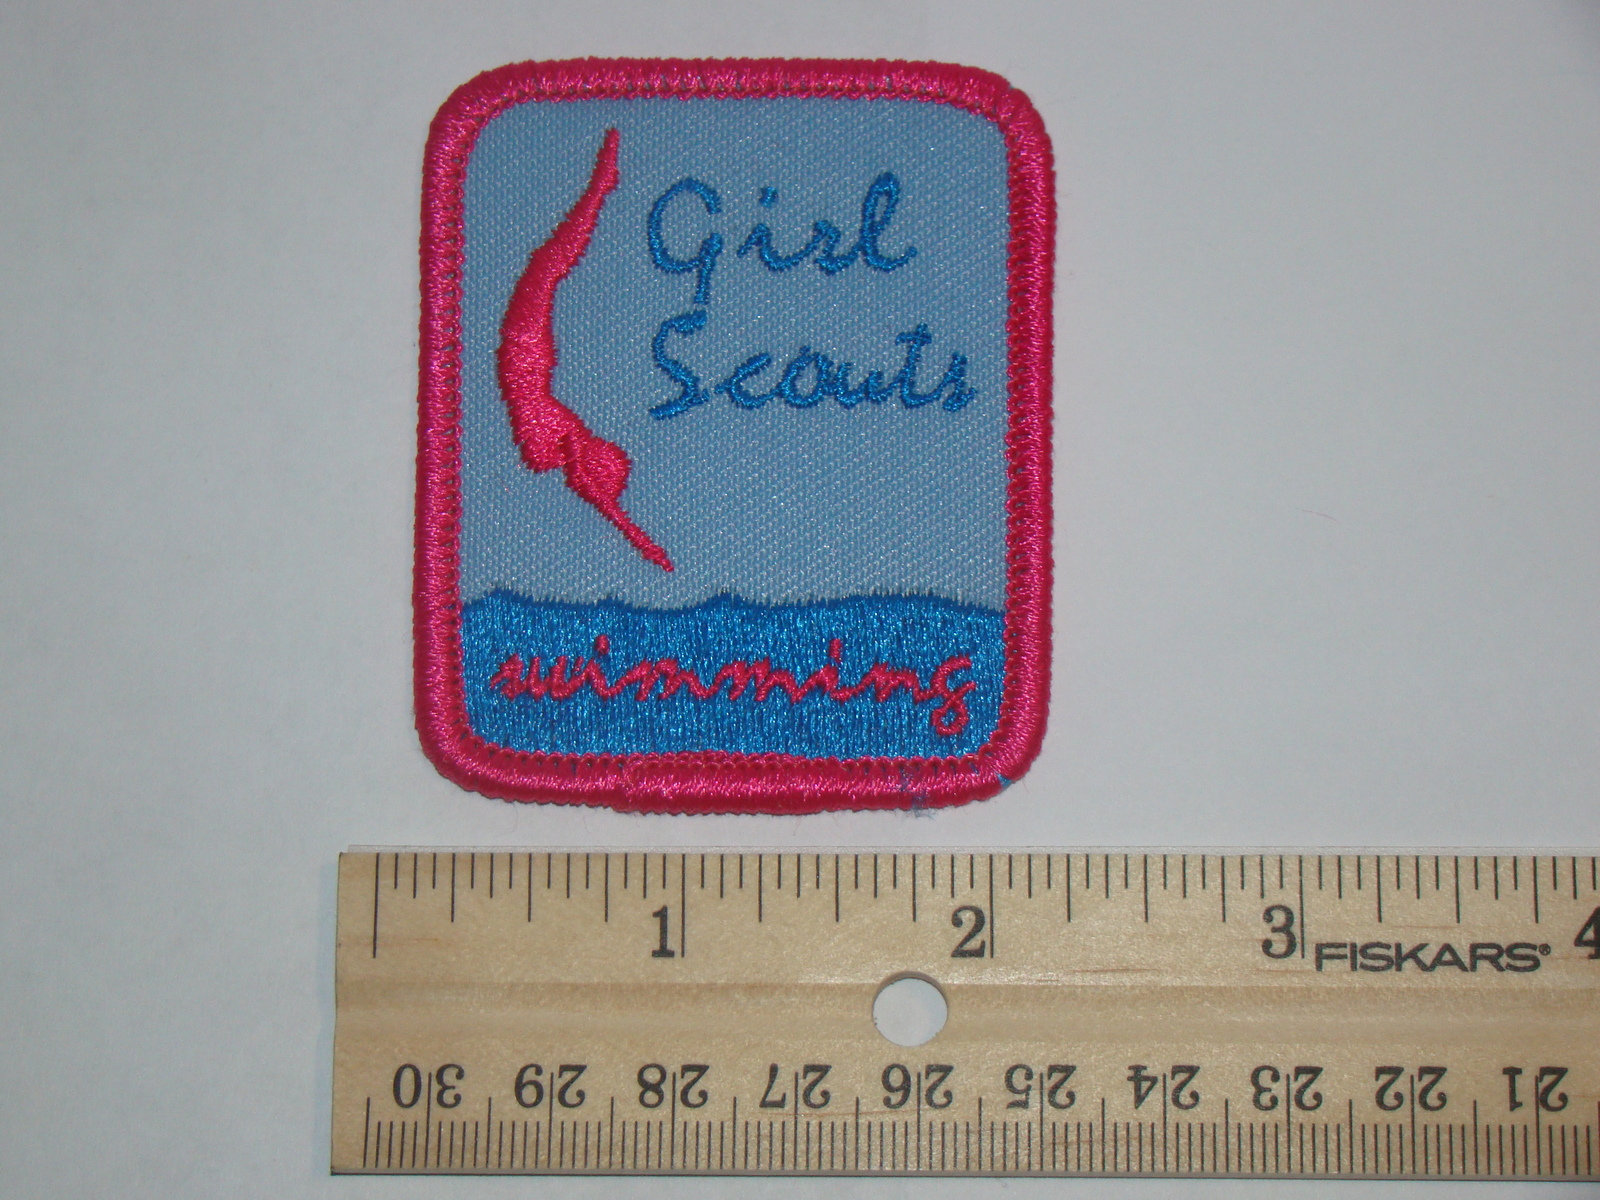 Girl
Scouts
swimming
1 2 3 4
FISKARS®
30 29 28 27 26 25 24 23 22 21